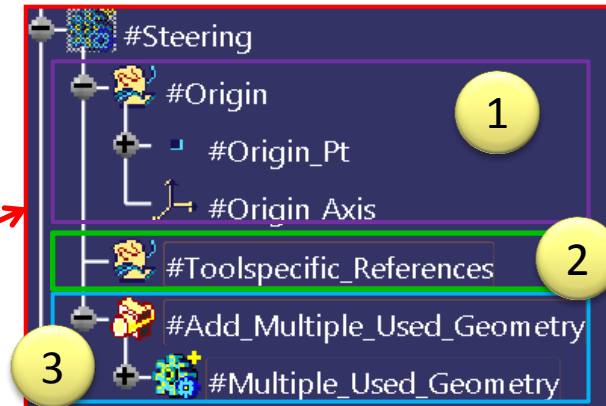 #Steering
#Origin
1
#Origin_Pt
#Origin_Axis
#Toolspecific_References
2
#Add_Multiple_Used_Geometry
3
#Multiple_Used_Geometry